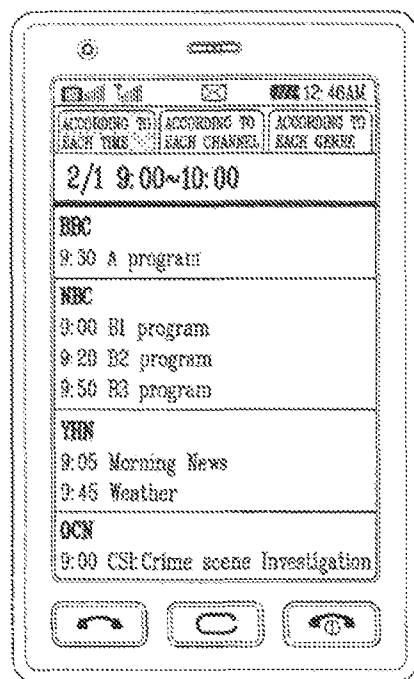 12:46AM
ACCORDING TO EACH TIME
ACCORDING TO EACH CHANNEL
ACCORDING TO EACH GENRE
2/1 9:00~10:00
BBC
9:30 A program
NBC
9:00 B1 program
9:20 B2 program
9:50 B3 program
YHN
9:05 Morning News
9:45 Weather
OCN
9:00 CSI:Crime scene Investigation